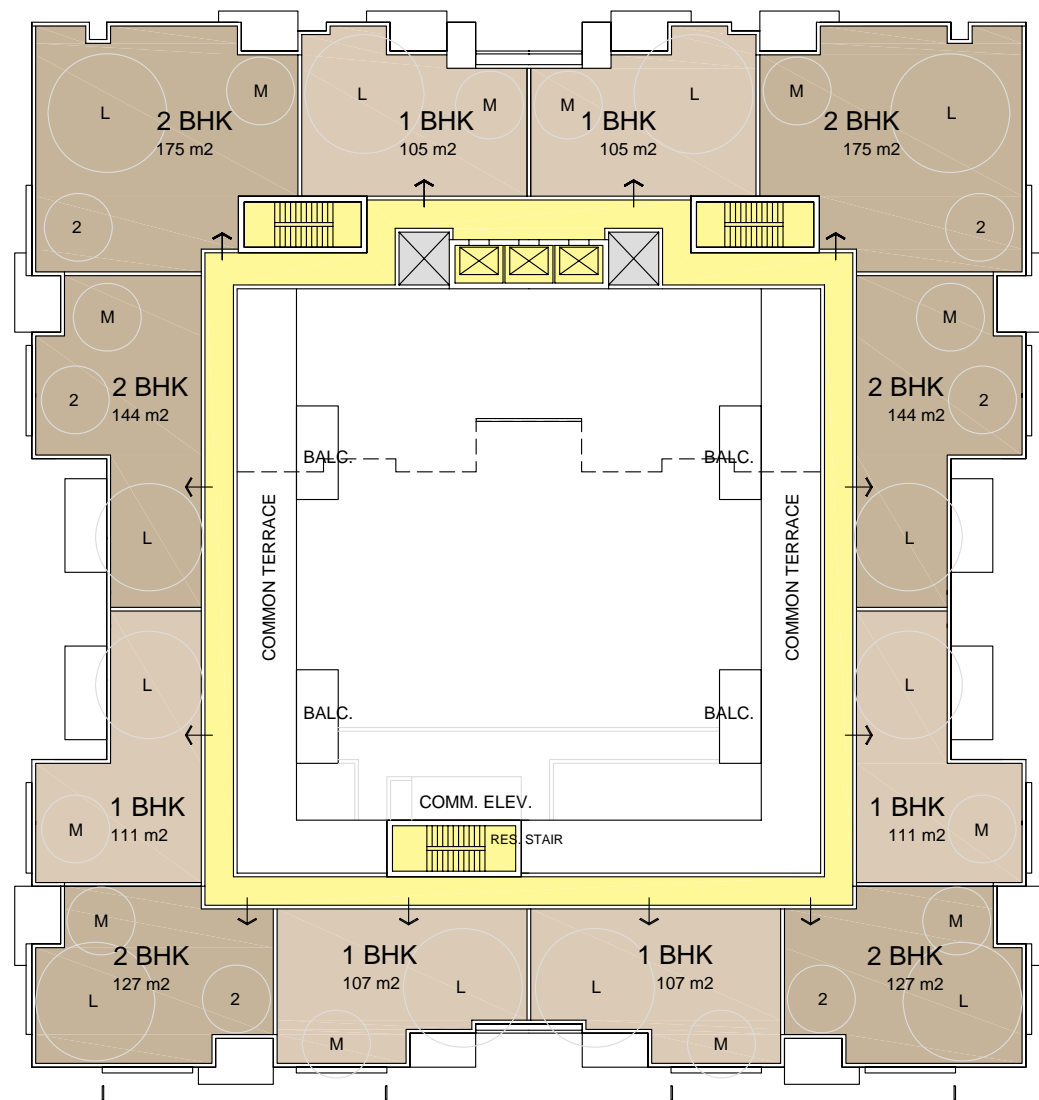 L
M
2 BHK
175 m2
2
L
M
1 BHK
105 m2
M
L
1 BHK
105 m2
M
L
2 BHK
175 m2
2
M
2
2 BHK
144 m2
L
M
2
2 BHK
144 m2
L
BALC.
BALC.
COMMON TERRACE
COMMON TERRACE
L
1 BHK
111 m2
M
L
1 BHK
111 m2
M
BALC.
BALC.
COMM. ELEV.
RES. STAIR
M
2 BHK
127 m2
L
2
1 BHK
107 m2
L
M
1 BHK
107 m2
L
M
M
2 BHK
127 m2
2
L